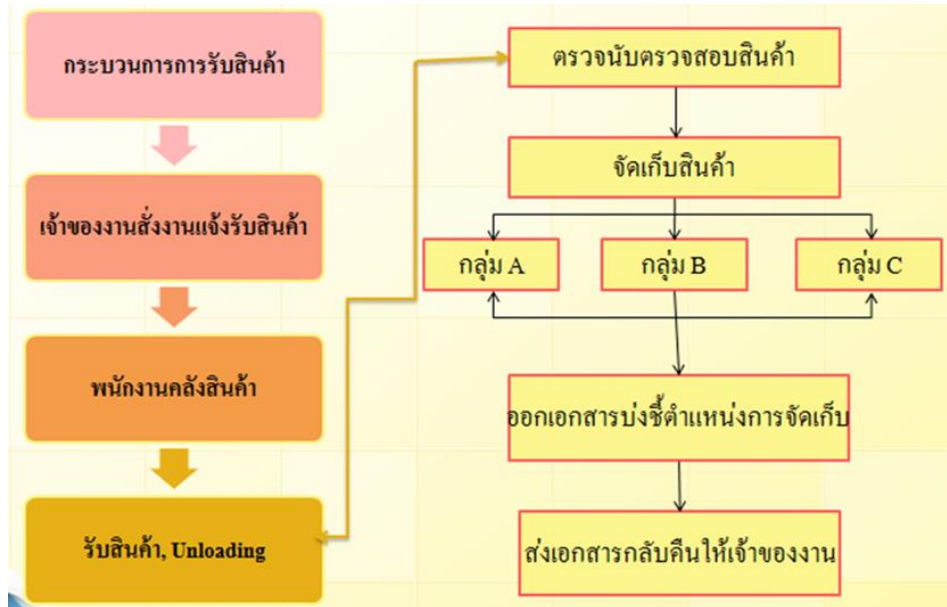 กระบวนการการรับสินค้า
เจ้าของงานสั่งงานแจ้งรับสินค้า
พนักงานคลังสินค้า
รับสินค้า, Unloading
ตรวจนับตรวจสอบสินค้า
จัดเก็บสินค้า
กลุ่ม A
กลุ่ม B
กลุ่ม C
ออกเอกสารบ่งชี้ตำแหน่งการจัดเก็บ
ส่งเอกสารกลับคืนให้เจ้าของงาน